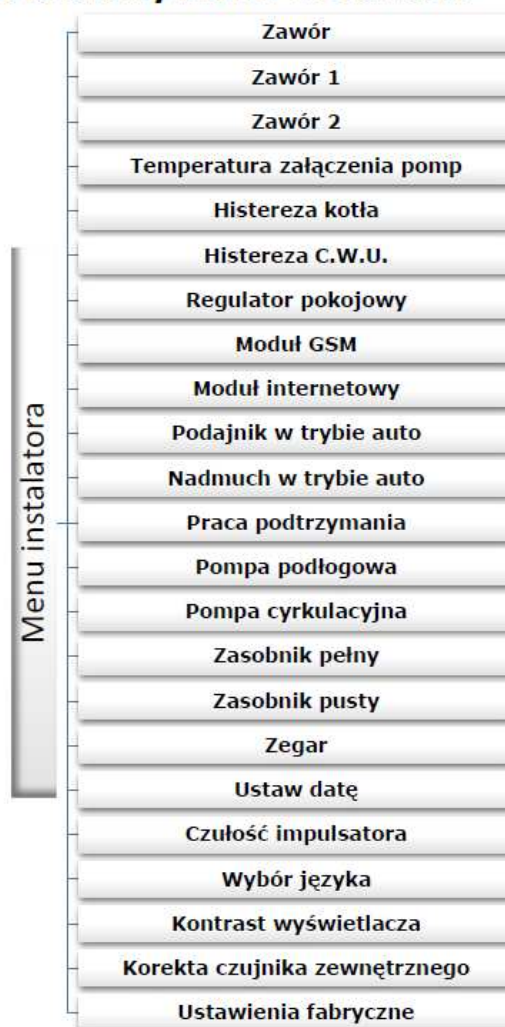 Zawór
Zawór 1
Zawór 2
Temperatura załączenia pomp
Histereza kotła
Histereza C.W.U.
Regulator pokojowy
Moduł GSM
Moduł internetowy
Podajnik w trybie auto
Nadmuch w trybie auto
Menu instalatora
Praca podtrzymania
Pompa podłogowa
Pompa cyrkulacyjna
Zasobnik pełny
Zasobnik pusty
Zegar
Ustaw datę
Czułość impulsatora
Wybór języka
Kontrast wyświetlacza
Korekta czujnika zewnętrznego
Ustawienia fabryczne